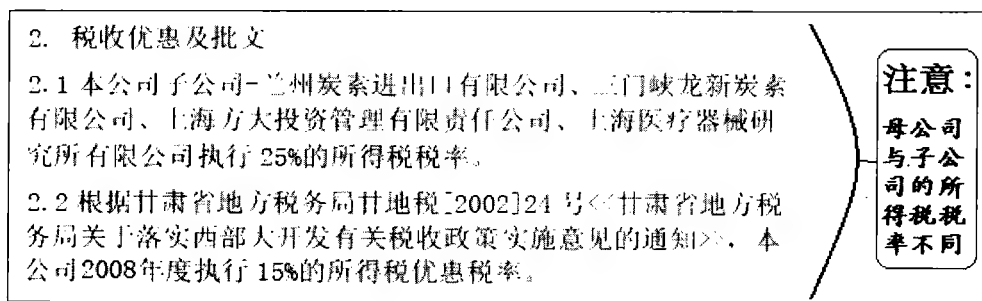 2. 税收优惠及批文
2.1 本公司子公司-兰州炭素进出口有限公司、三门峡龙新炭素
有限公司、上海方大投资管理有限责任公司、上海医疗器械研
究所有限公司执行 25%的所得税税率。
2.2 根据甘肃省地方税务局甘地税[2002]24 号<<甘肃省地方税
务局关于落实西部大开发有关税收政策实施意见的通知>>，本
公司2008年度执行 15%的所得税优惠税率。
注意：
母公司
与子公
司的所
得税税
率不同